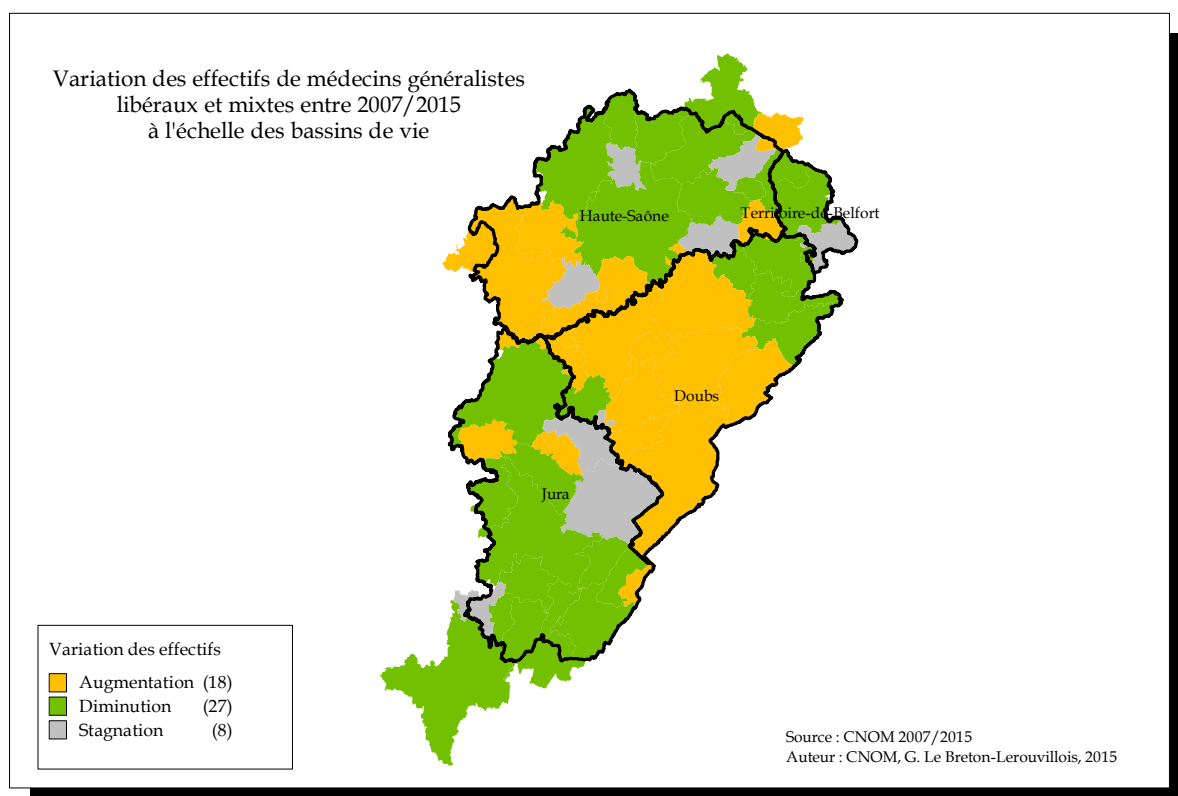 Variation des effectifs de médecins généralistes
libéraux et mixtes entre 2007/2015
à l'échelle des bassins de vie
Haute-Saône
Territoire-de-Belfort
Doubs
Jura
Variation des effectifs
Augmentation (18)
Diminution (27)
Stagnation (8)
Source : CNOM 2007/2015
Auteur : CNOM, G. Le Breton-Lerouvillois, 2015